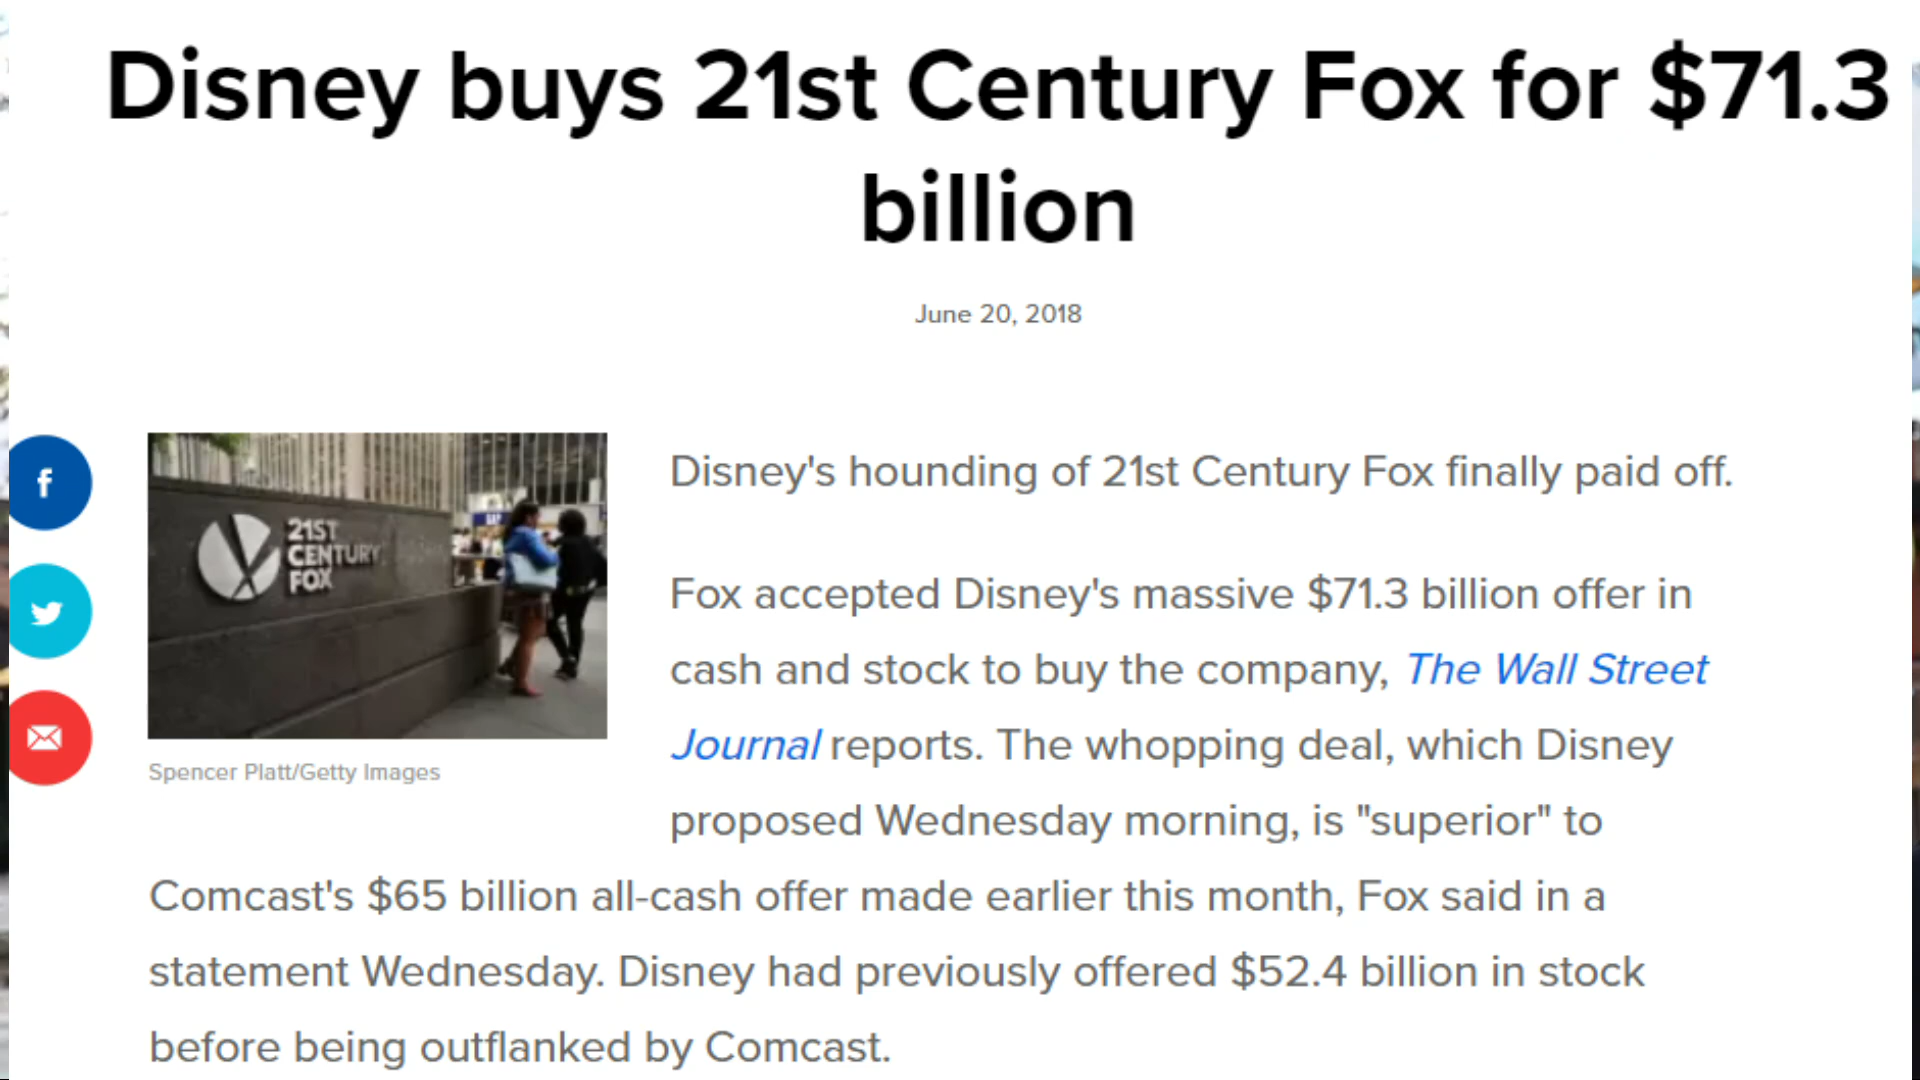 Disney buys 21st Century Fox for $71.3
billion
June 20, 2018
f
21ST
CENTURY
FOX
Spencer Platt/Getty Images
Disney's hounding of 21st Century Fox finally paid off.
Fox accepted Disney's massive $71.3 billion offer in
cash and stock to buy the company, The Wall Street
Journal reports. The whopping deal, which Disney
proposed Wednesday morning, is "superior" to
Comcast's $65 billion all-cash offer made earlier this month, Fox said in a
statement Wednesday. Disney had previously offered $52.4 billion in stock
before being outflanked by Comcast.